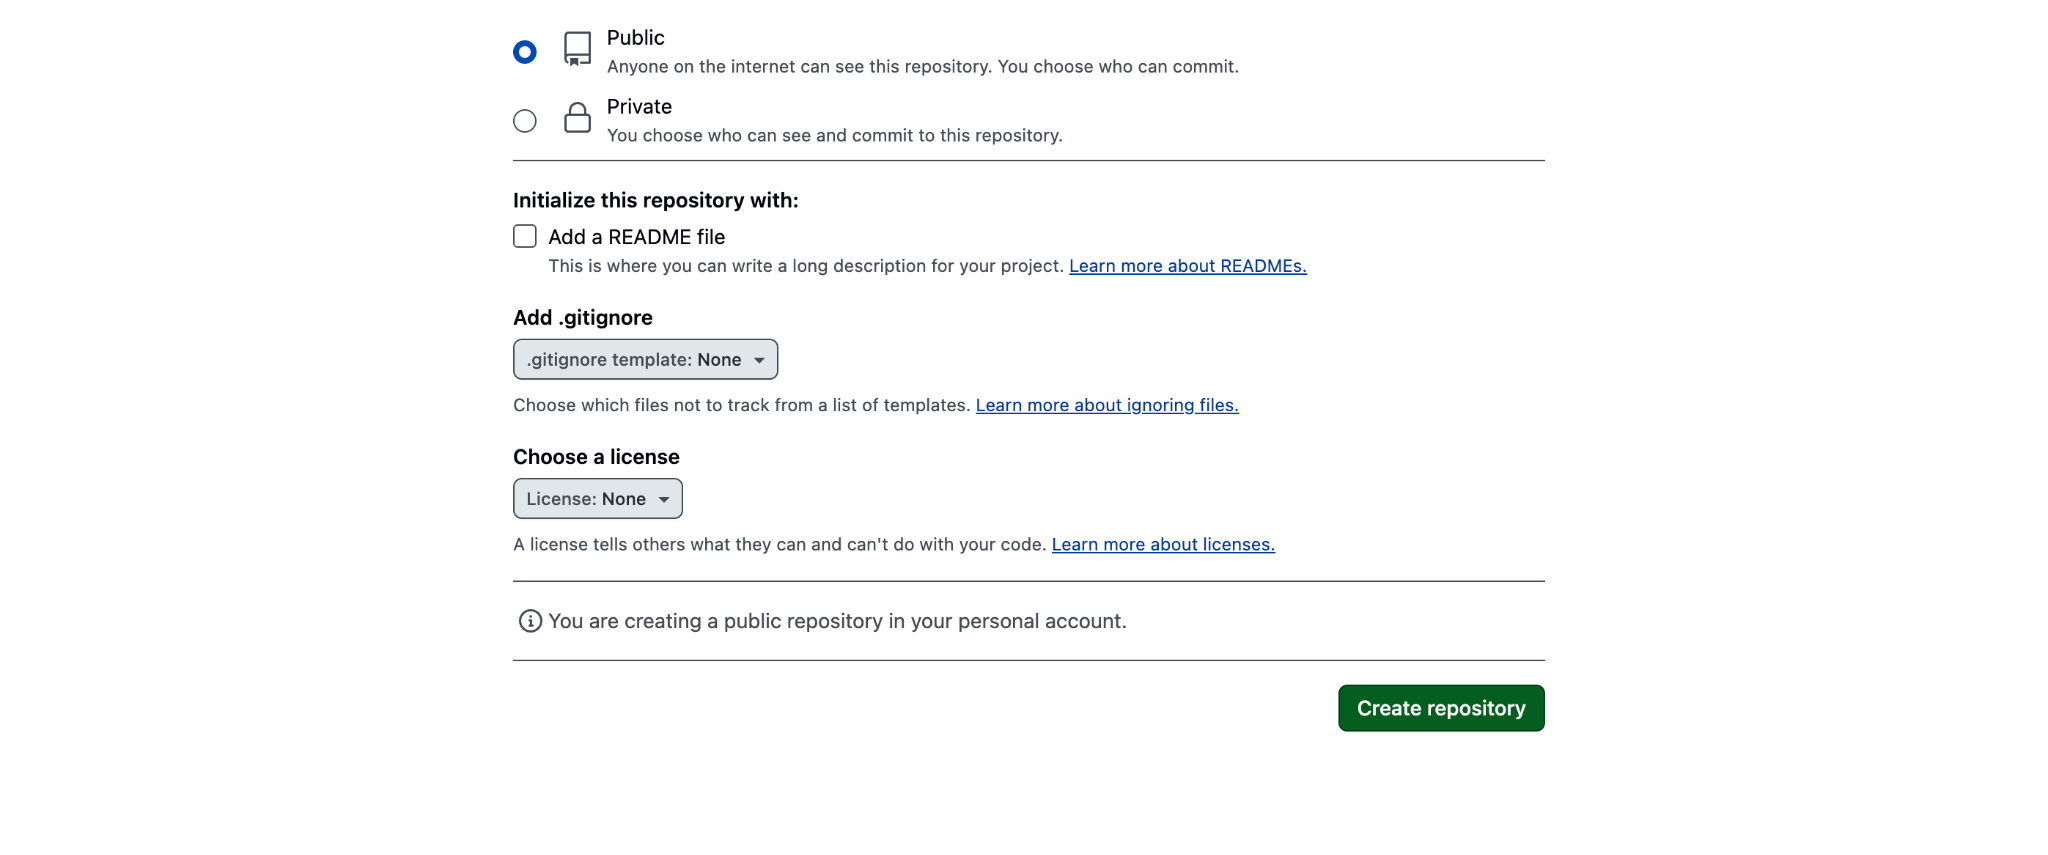 Public
Anyone on the internet can see this repository. You choose who can commit.
Private
You choose who can see and commit to this repository.
Initialize this repository with:
Add a README file
This is where you can write a long description for your project. Learn more about READMEs.
Add .gitignore
.gitignore template: None
Choose which files not to track from a list of templates. Learn more about ignoring files.
Choose a license
License: None
A license tells others what they can and can't do with your code. Learn more about licenses.
You are creating a public repository in your personal account.
Create repository